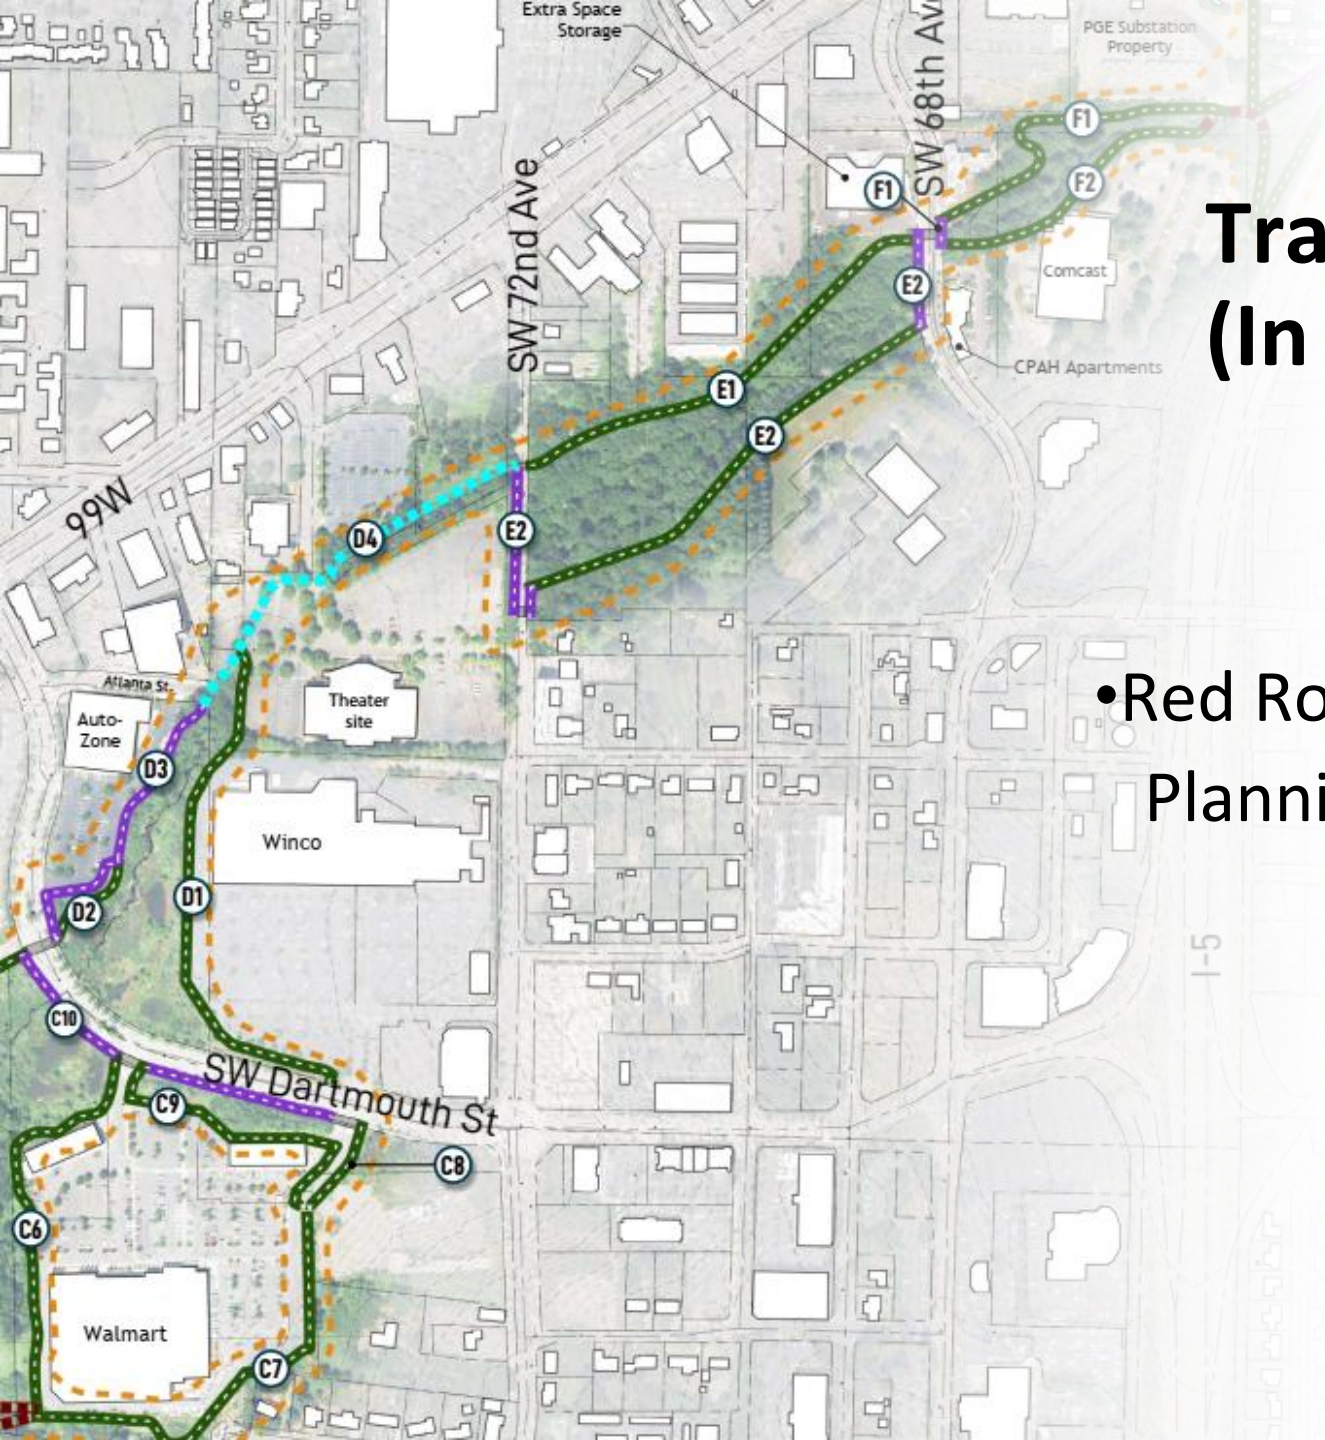 Extra Space
Storage
SW 68th Ave
PGE Substation
Property
F1
F1
F2
SW 72nd Ave
Tra
(In
E2
Comcast
CPAH Apartments
E1
E2
99W
D4
E2
Atlanta St
Theater
site
Auto-
Zone
•Red Ro
Planni
D3
Winco
D1
D2
I-5
C10
SW Dartmouth St
C9
C8
C6
Walmart
C7